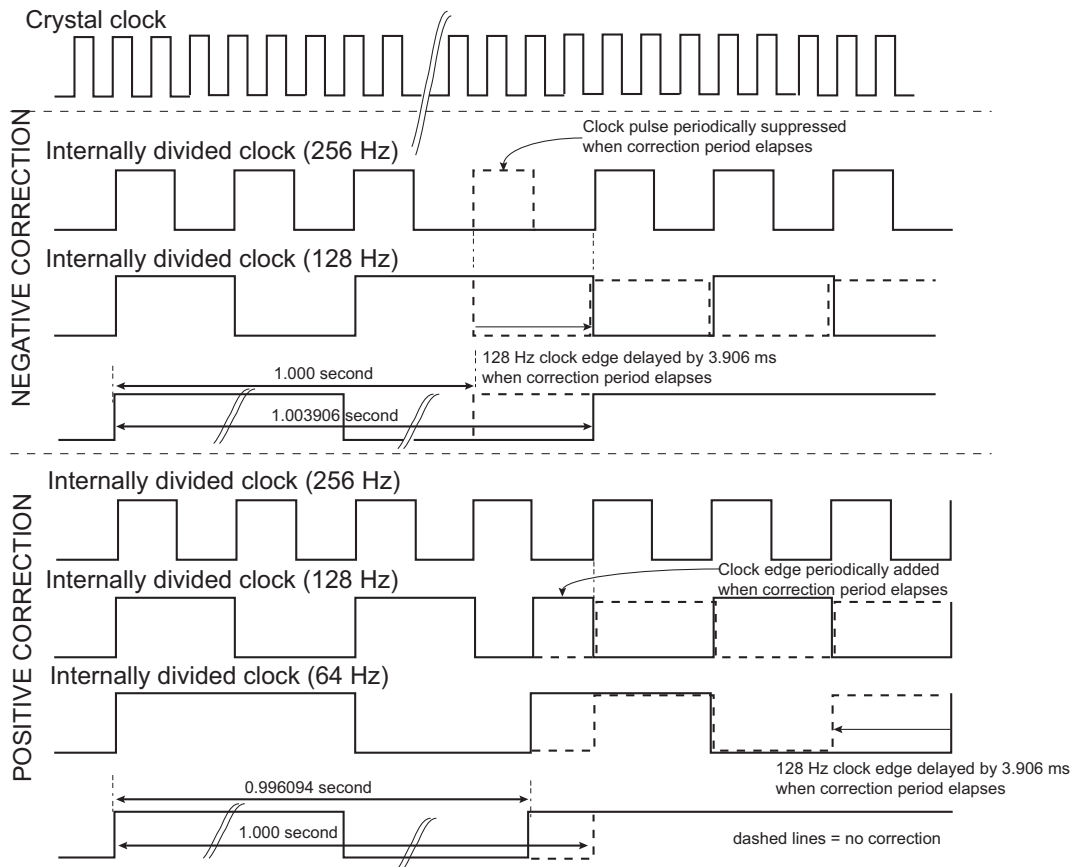 Crystal clock
NEGATIVE CORRECTION
Internally divided clock (256 Hz)
Clock pulse periodically suppressed
when correction period elapses
Internally divided clock (128 Hz)
128 Hz clock edge delayed by 3.906 ms
when correction period elapses
1.000 second
1.003906 second
POSITIVE CORRECTION
Internally divided clock (256 Hz)
Internally divided clock (128 Hz)
Clock edge periodically added
when correction period elapses
Internally divided clock (64 Hz)
128 Hz clock edge delayed by 3.906 ms
when correction period elapses
0.996094 second
1.000 second
dashed lines = no correction